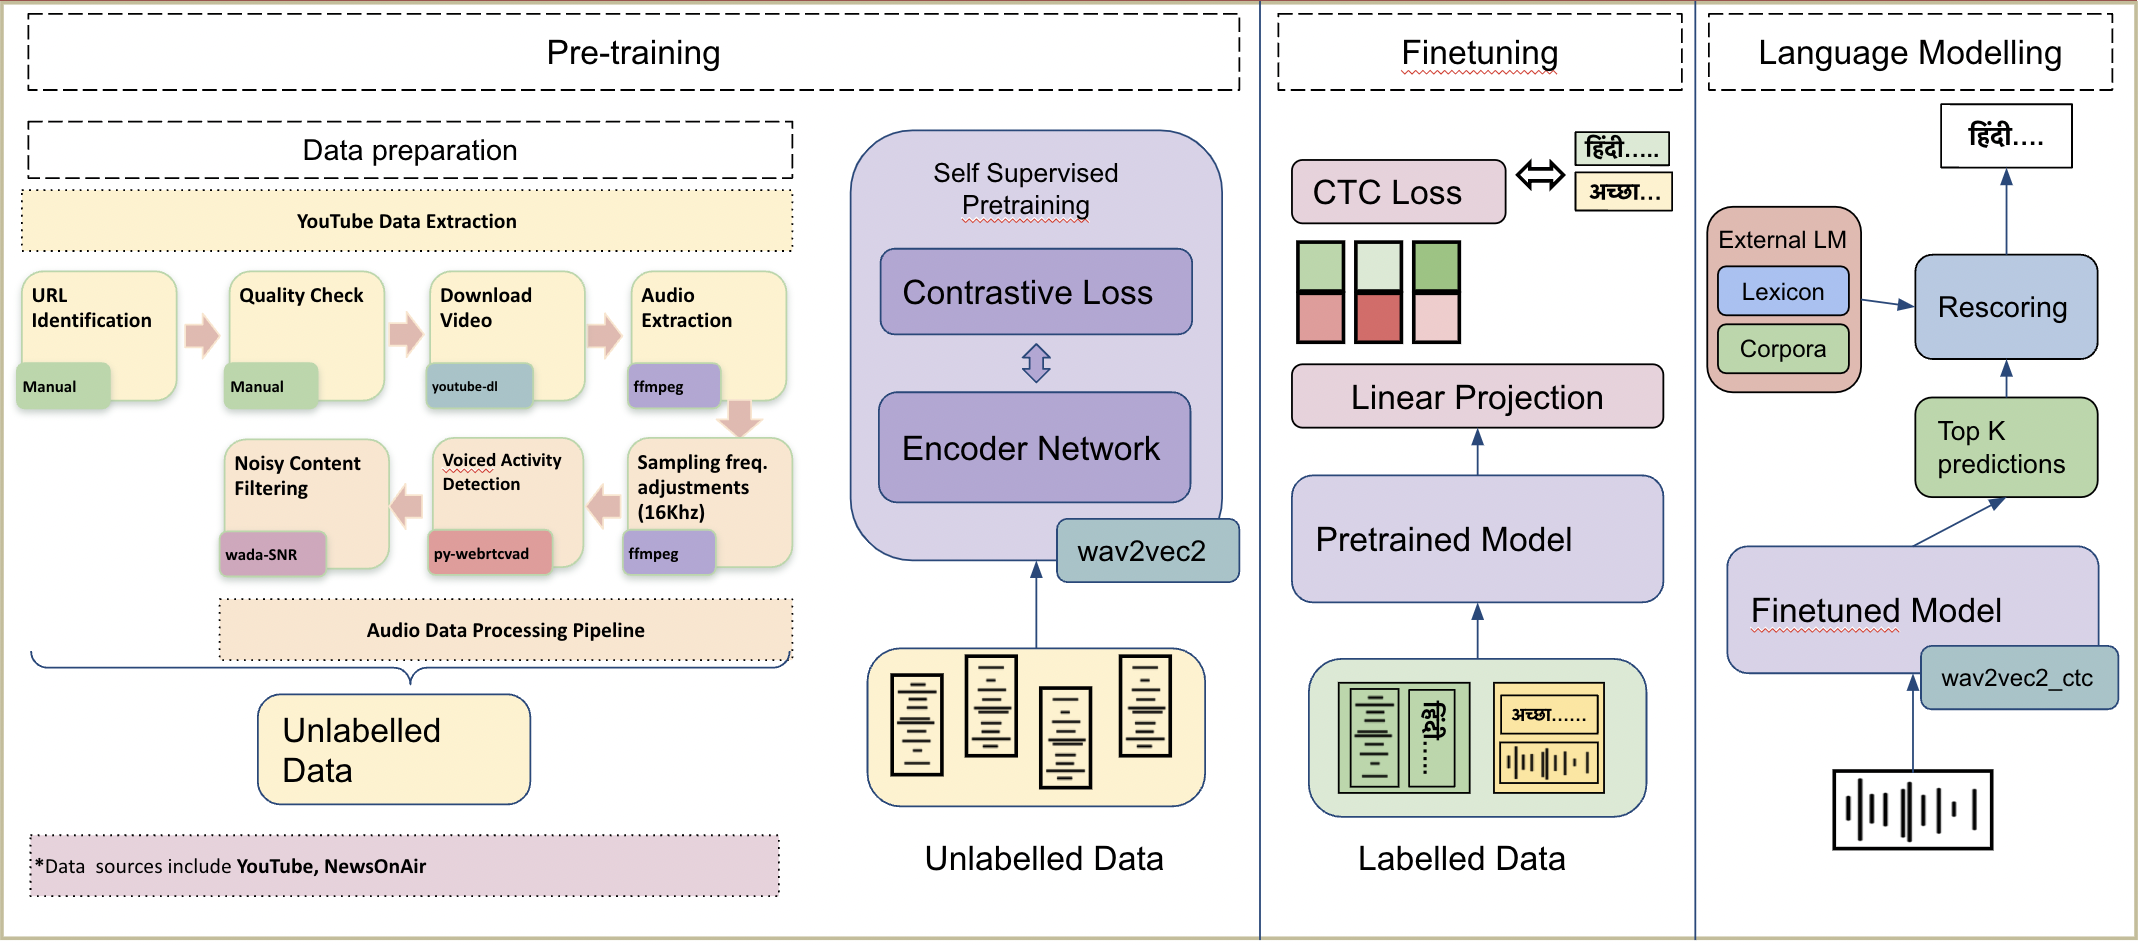 Pre-training
Data preparation
YouTube Data Extraction
URL
Identification
Manual
Quality Check
Manual
Download
Video
youtube-dl
Audio
Extraction
ffmpeg
Noisy Content
Filtering
wada-SNR
Voiced Activity
Detection
py-webrtcvad
Sampling freq.
adjustments
(16Khz)
ffmpeg
Audio Data Processing Pipeline
Unlabelled
Data
*Data sources include YouTube, NewsOnAir
Self Supervised
Pretraining
Contrastive Loss
Encoder Network
wav2vec2
Unlabelled Data
Finetuning
CTC Loss
हिंदी.....
अच्छा...
Linear Projection
Pretrained Model
हिंदी......
अच्छा......
Labelled Data
Language Modelling
हिंदी....
External LM
Lexicon
Corpora
Rescoring
Top K
predictions
Finetuned Model
wav2vec2_ctc